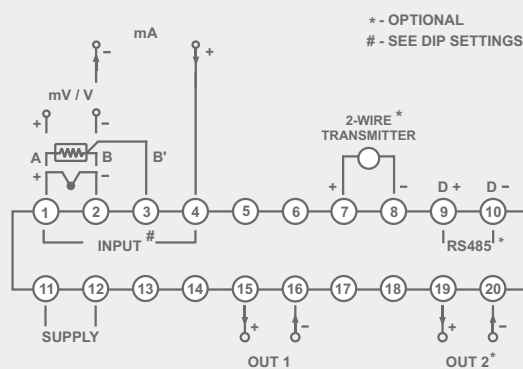 * - OPTIONAL
mA
# - SEE DIP SETTINGS
- +
mV / V
+ -
2-WIRE *
TRANSMITTER
A B B'
+ -
+ - D + D -
1 2 3 4 5 6 7 8 9 10
INPUT # RS485 *
11 12 13 14 15 16 17 18 19 20
SUPPLY + - + -
OUT 1 OUT 2*